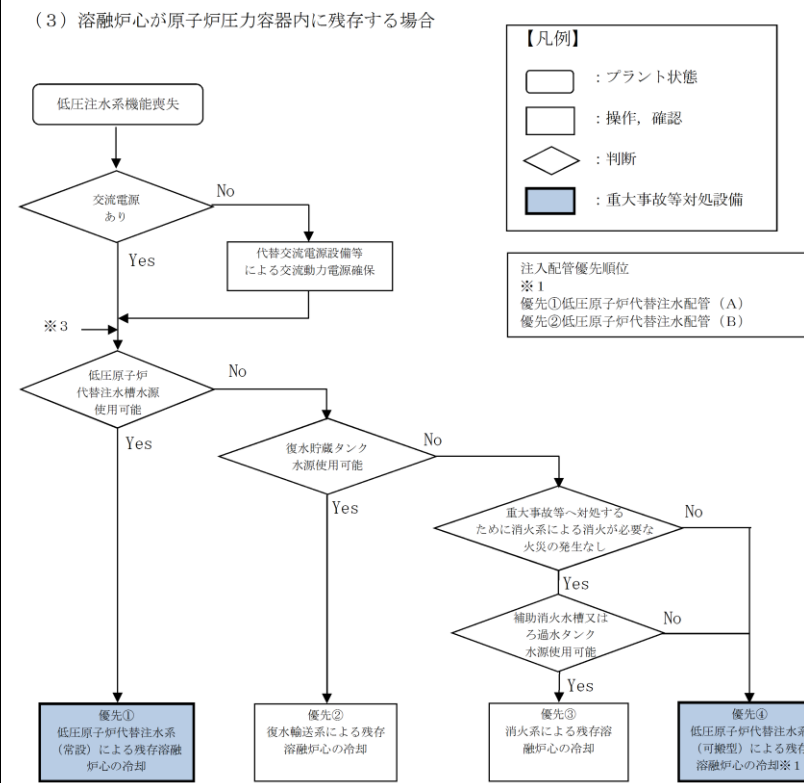 （３）溶融炉心が原子炉圧力容器内に残存する場合
【凡例】
：プラント状態
：操作，確認
：判断
：重大事故等対処設備
注入配管優先順位
※１
優先①低圧原子炉代替注水配管（A）
優先②低圧原子炉代替注水配管（B）
低圧注水系機能喪失
交流電源
あり
No
Yes
代替交流電源設備等
による交流動力電源確保
※３
低圧原子炉
代替注水槽水源
使用可能
No
Yes
復水貯蔵タンク
水源使用可能
No
Yes
重大事故等へ対処する
ために消火系による消火が必要な
火災の発生なし
No
Yes
補助消火水槽又は
ろ過水タンク
水源使用可能
No
Yes
優先①
低圧原子炉代替注水系
（常設）による残存溶融
炉心の冷却
優先②
復水輸送系による残存
溶融炉心の冷却
優先③
消火系による残存溶
融炉心の冷却
優先④
低圧原子炉代替注水系
（可搬型）による残存
溶融炉心の冷却※１